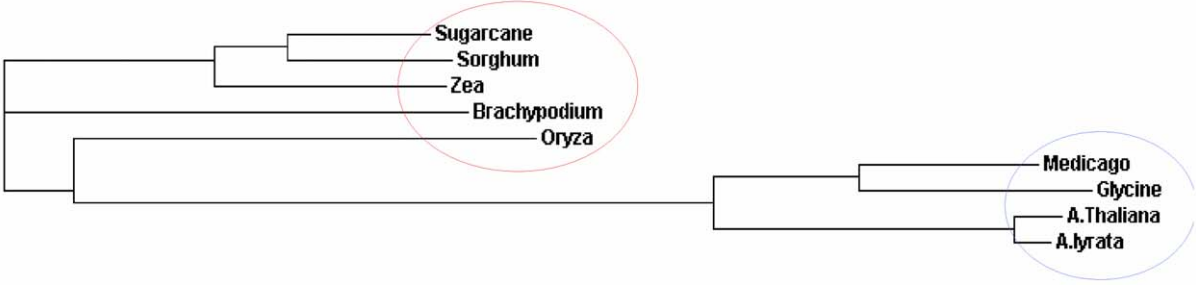 Sugarcane
Sorghum
Zea
Brachypodium
Oryza
Medicago
Glycine
A.Thaliana
A.lyrata